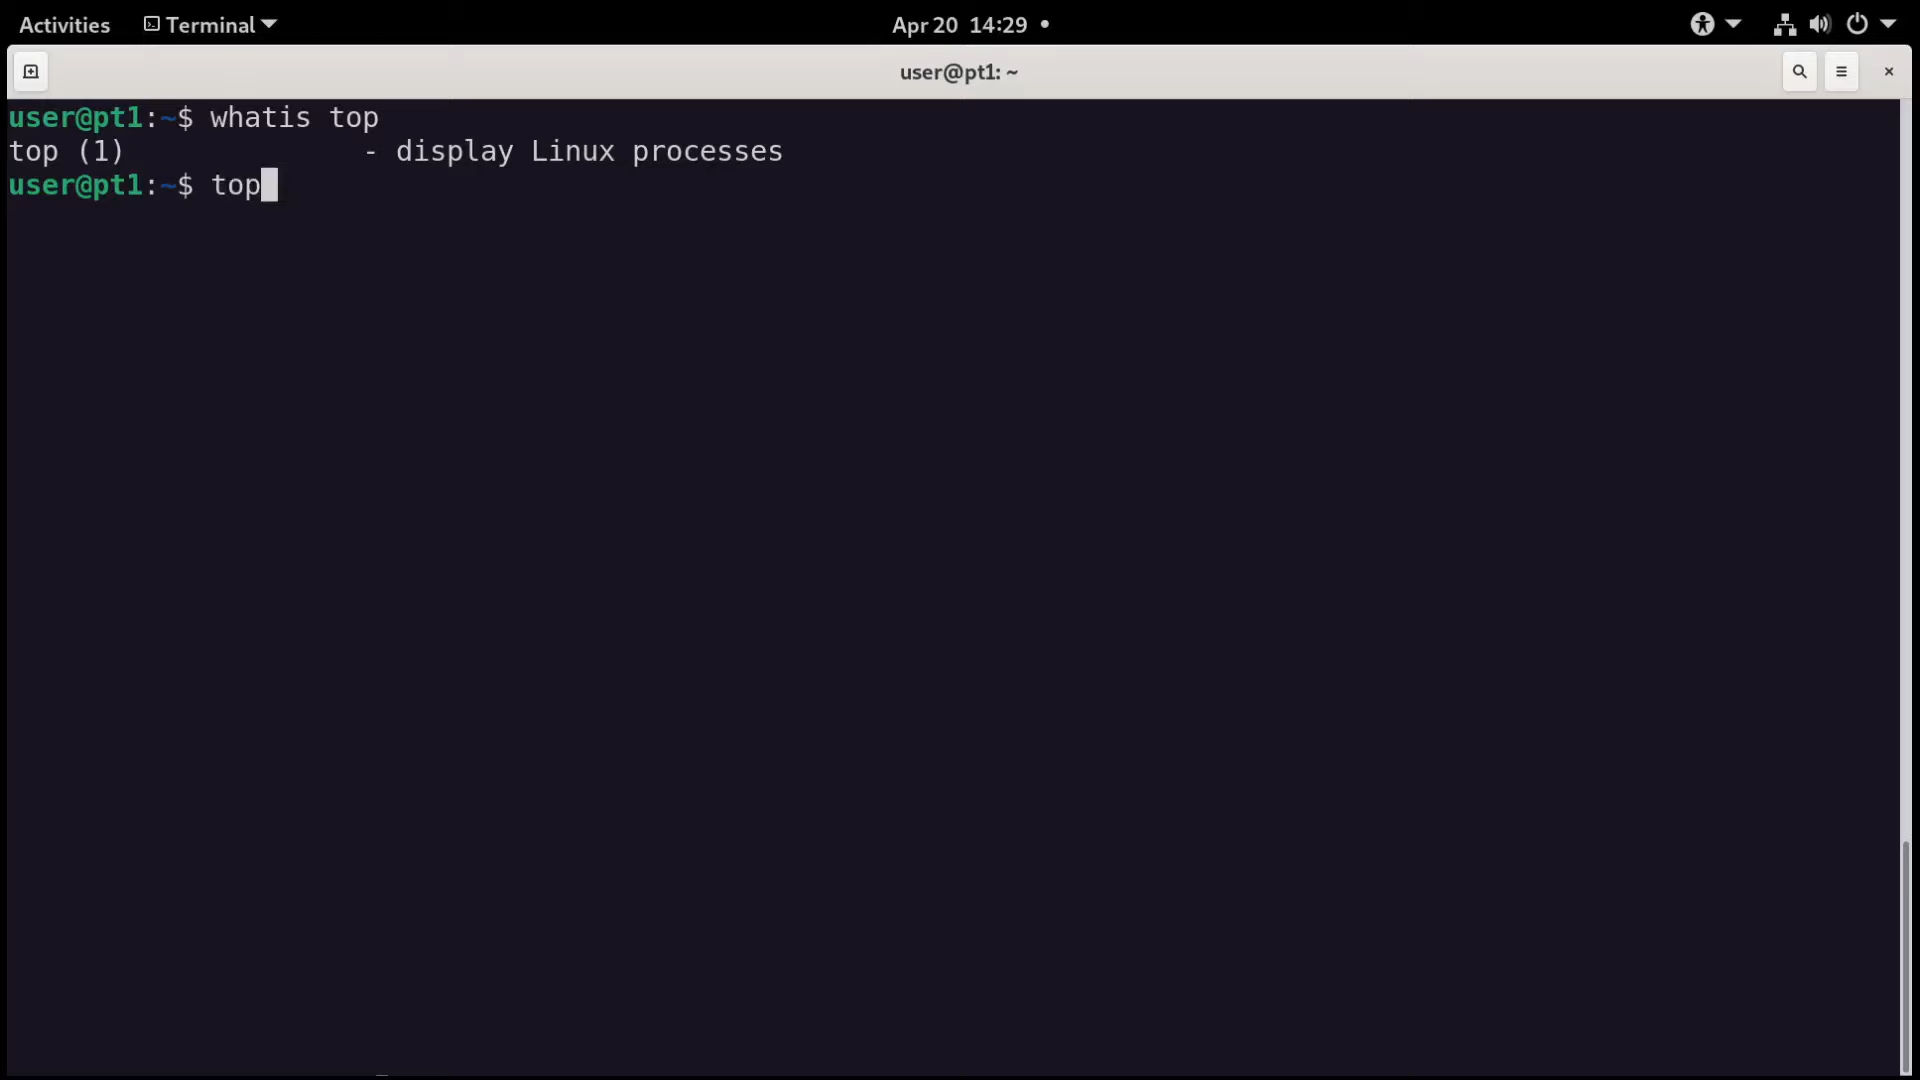 Activities Terminal Apr 20 14:29
user@pt1: ~
user@pt1:~$ whatis top
top (1)              - display Linux processes
user@pt1:~$ top